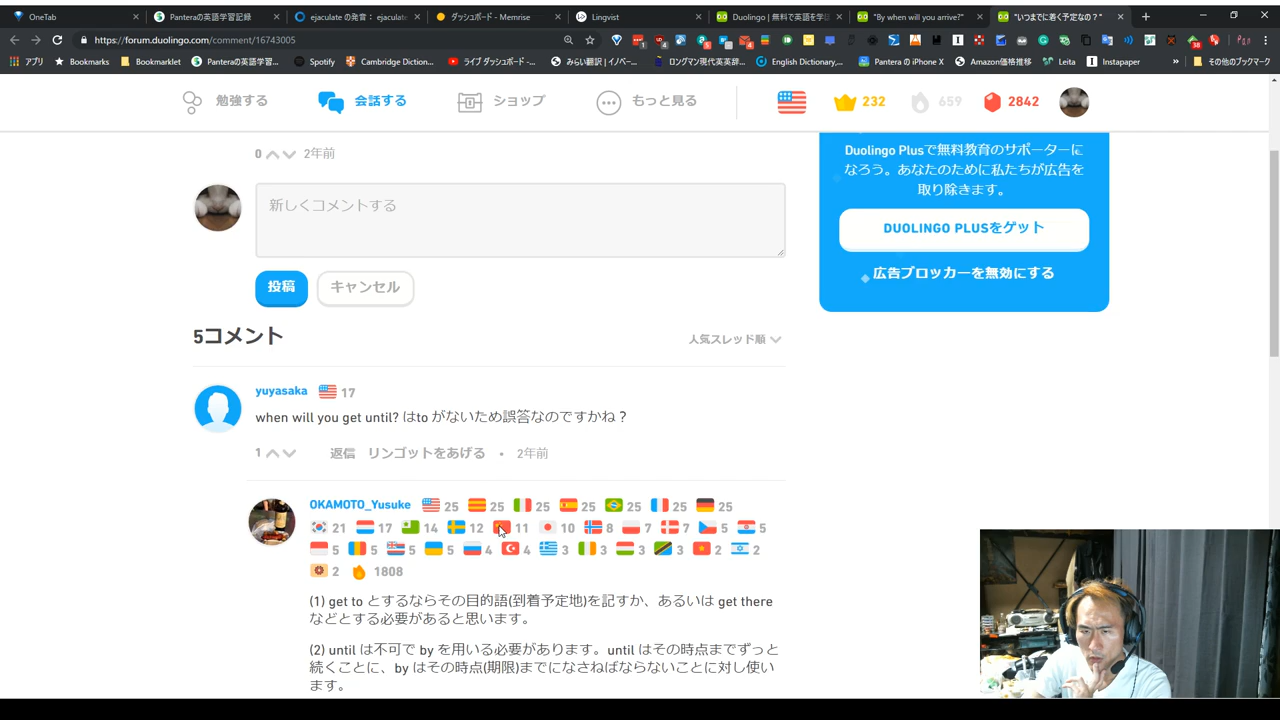 OneTab
Panteraの英語学習記録
ejaculate の発音： ejaculate
ダッシュボード - Memrise
Lingvist
Duolingo | 無料で英語を学
"By when will you arrive?"
"いつまでに着く予定なの？"
https://forum.duolingo.com/comment/16743005
アプリ
Bookmarks
Bookmarklet
Panteraの英語学習...
Spotify
Cambridge Diction...
ライブ ダッシュボード -...
みらい翻訳 | イノベー...
ロングマン現代英英辞...
English Dictionary,...
Pantera の iPhone X
Amazon価格推移
Leita
Instapaper
»
その他のブックマーク
勉強する
会話する
ショップ
もっと見る
232
659
2842
0
2年前
新しくコメントする
投稿
キャンセル
Duolingo Plusで無料教育のサポーターに
なろう。あなたのために私たちが広告を
取り除きます。
DUOLINGO PLUSをゲット
広告ブロッカーを無効にする
5コメント
人気スレッド順
yuyasaka 17
when will you get until? はto がないため誤答なのですかね？
1 返信 リンゴットをあげる • 2年前
OKAMOTO_Yusuke 25 25 25 25 25 25 25
21 17 14 12 11 10 8 7 7 5 5
5 5 5 5 4 4 3 3 3 3 2 2
2 1808
(1) get to とするならその目的語(到着予定地)を記すか、あるいは get there
などとする必要があると思います。
(2) until は不可で by を用いる必要があります。until はその時点までずっと
続くことに、by はその時点(期限)までになさねばならないことに対し使い
ます。